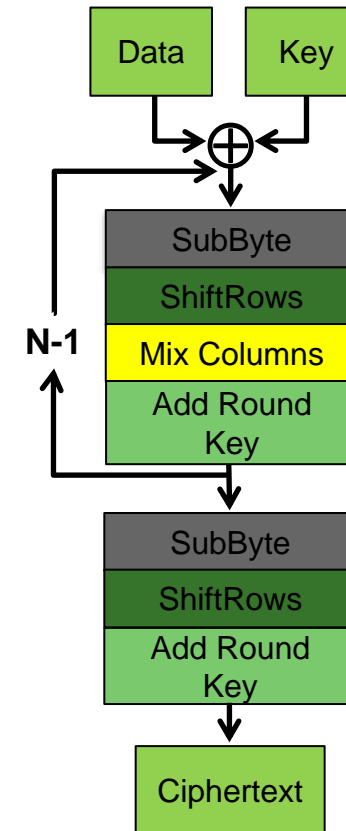 Data
Key
SubByte
ShiftRows
N-1
Mix Columns
Add Round
Key
SubByte
ShiftRows
Add Round
Key
Ciphertext